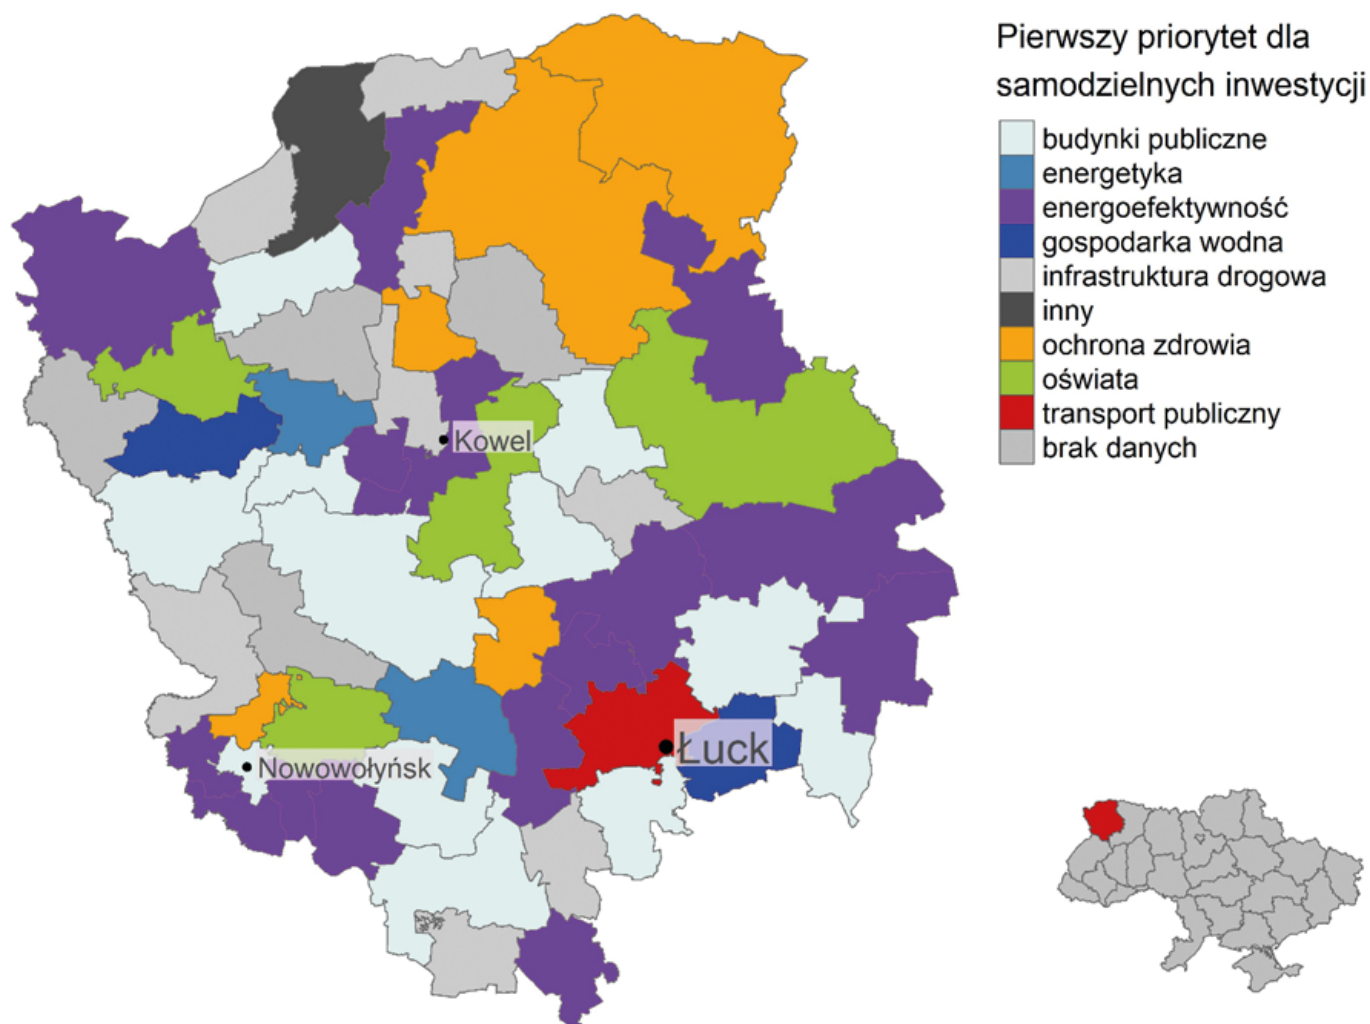 Pierwszy priorytet dla
samodzielnych inwestycji
budynki publiczne
energetyka
energoefektywność
gospodarka wodna
infrastruktura drogowa
inny
ochrona zdrowia
oświata
transport publiczny
brak danych
Kowel
Łuck
Nowowołyńsk